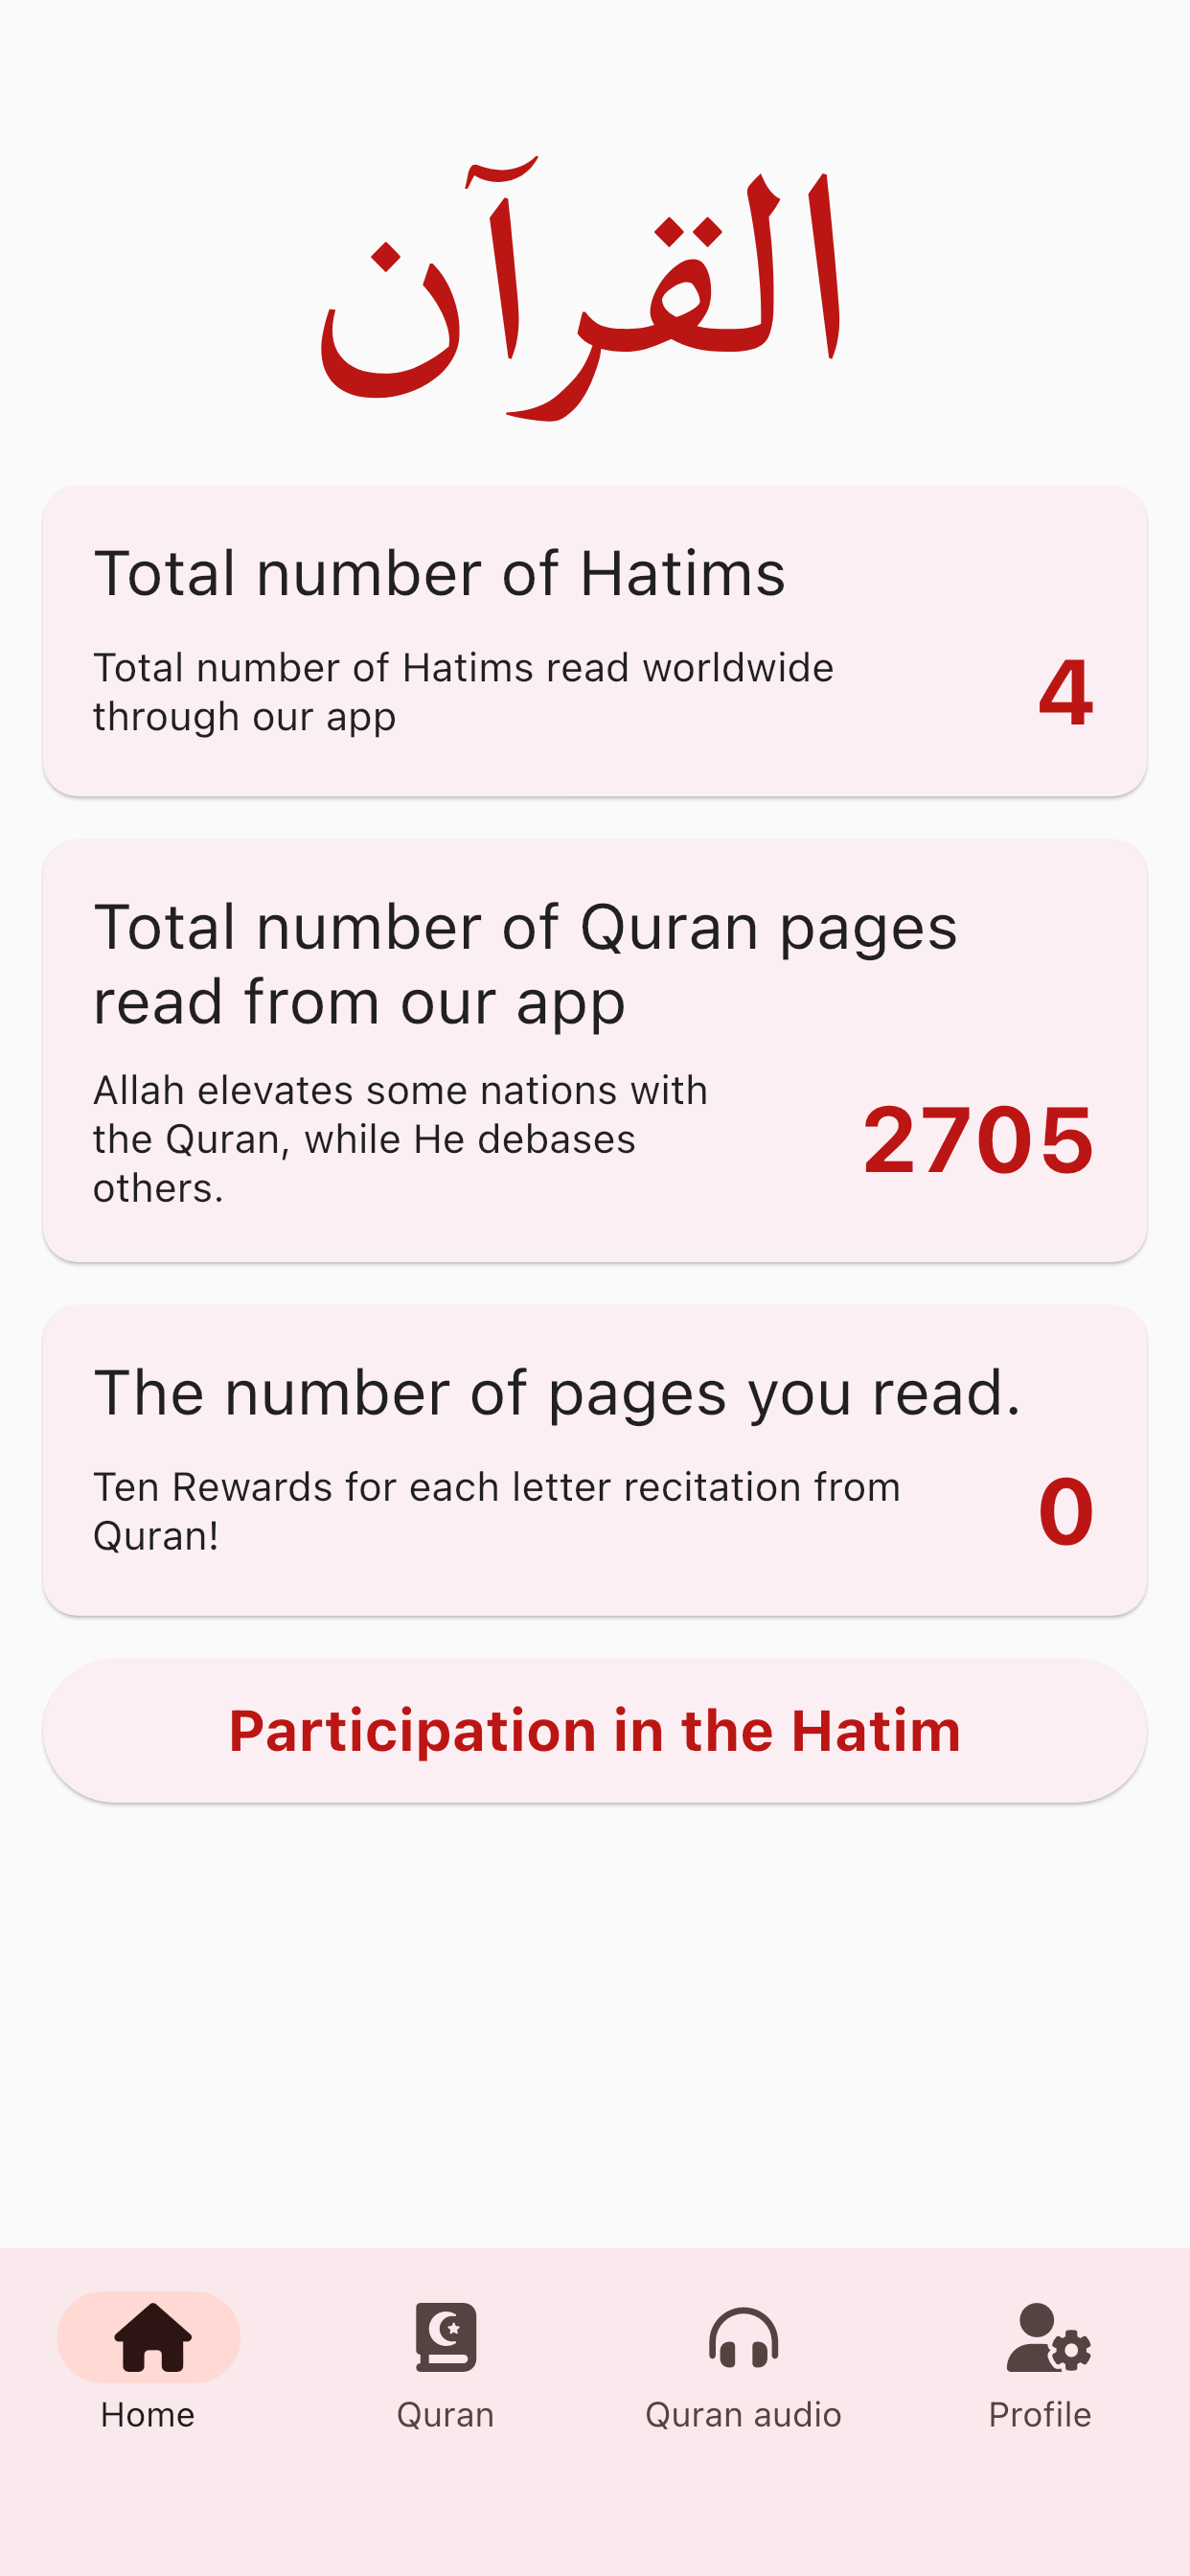 القرآن
Total number of Hatims
Total number of Hatims read worldwide
through our app
4
Total number of Quran pages
read from our app
Allah elevates some nations with
the Quran, while He debases
others.
2705
The number of pages you read.
Ten Rewards for each letter recitation from
Quran!
0
Participation in the Hatim
Home
Quran
Quran audio
Profile